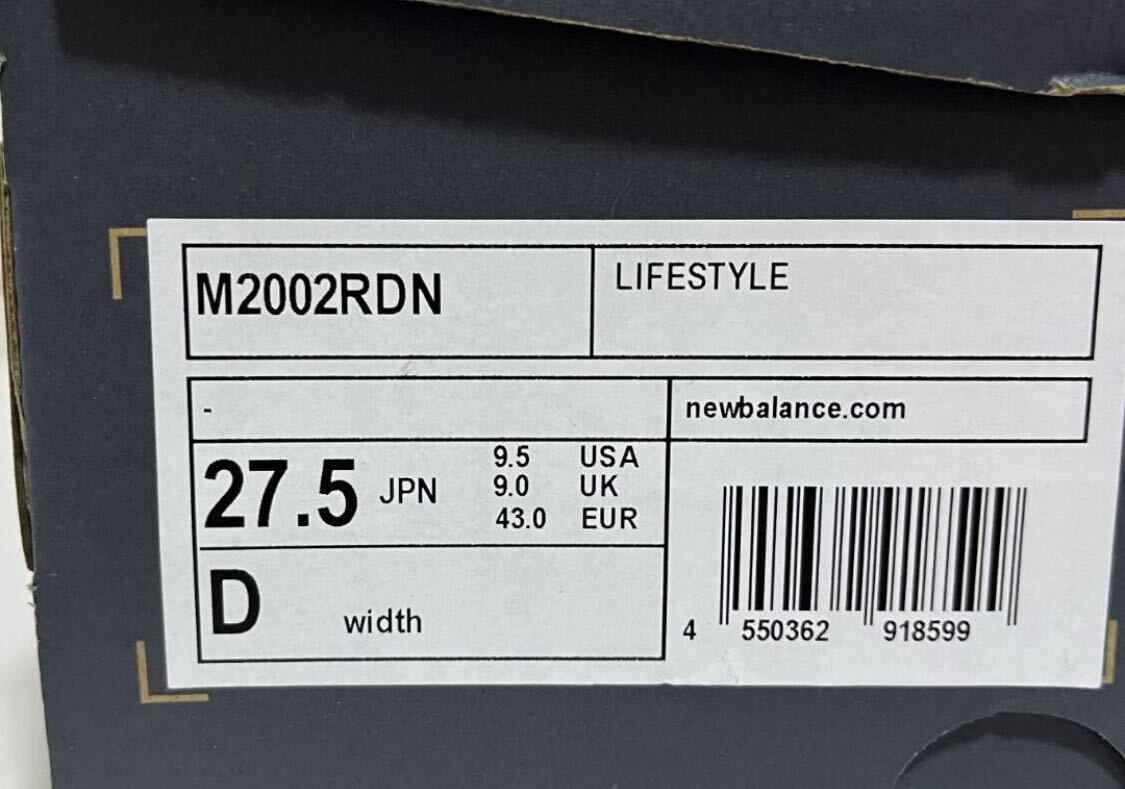 M2002RDN
LIFESTYLE
-
newbalance.com
27.5 JPN
9.5 USA
9.0 UK
43.0 EUR
D width
4 550362 918599